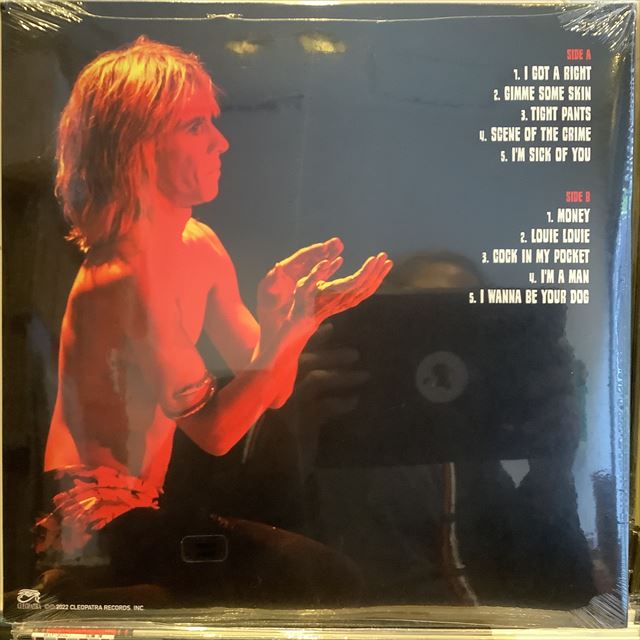 SIDE A
1. I GOT A RIGHT
2. GIMME SOME SKIN
3. TIGHT PANTS
4. SCENE OF THE CRIME
5. I'M SICK OF YOU
SIDE B
1. MONEY
2. LOUIE LOUIE
3. COCK IN MY POCKET
4. I'M A MAN
5. I WANNA BE YOUR DOG
CLEOPATRA
©℗ 2022 CLEOPATRA RECORDS, INC.